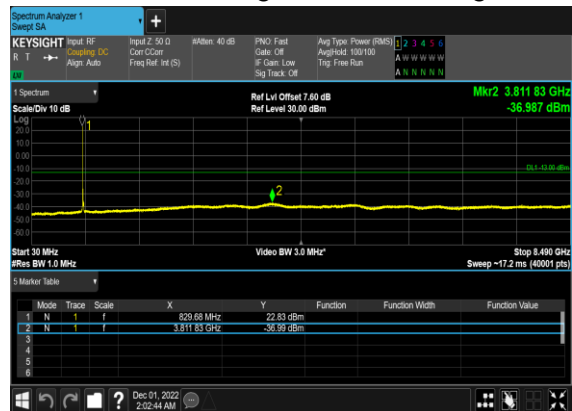 Spectrum Analyzer 1
Swept SA
+
KEYSIGHT Input: RF Input Z: 50 Ω #Atten: 40 dB PNO: Fast Avg Type: Power (RMS) 1 2 3 4 5 6
R T Coupling: DC Corr CCorr Gate: Off Avg|Hold: 100/100 A W W W W W
Align: Auto Freq Ref: Int (S) IF Gain: Low Trig: Free Run
Sig Track: Off A N N N N N
LW
1 Spectrum Ref Lvl Offset 7.60 dB Mkr2 3.811 83 GHz
Scale/Div 10 dB Ref Level 30.00 dBm -36.987 dBm
Log
1
20.0
10.0
0.00
-10.0
DL1 -13.00 dBm
-20.0
-30.0
2
-40.0
-50.0
-60.0
Start 30 MHz Video BW 3.0 MHz* Stop 8.490 GHz
#Res BW 1.0 MHz Sweep ~17.2 ms (40001 pts)
5 Marker Table
Mode Trace Scale X Y Function Function Width Function Value
1 N 1 f 829.68 MHz 22.83 dBm
2 N 1 f 3.811 83 GHz -36.99 dBm
3
4
5
6
? Dec 01, 2022
2:02:44 AM